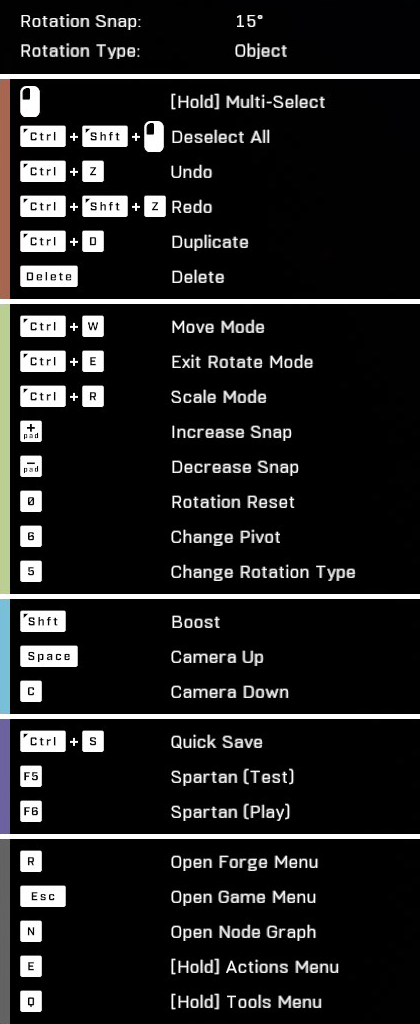 Rotation Snap: 15°
Rotation Type: Object
[Hold] Multi-Select
Ctrl + Shft + Deselect All
Ctrl + Z Undo
Ctrl + Shft + Z Redo
Ctrl + D Duplicate
Delete Delete
Ctrl + W Move Mode
Ctrl + E Exit Rotate Mode
Ctrl + R Scale Mode
+ pad Increase Snap
- pad Decrease Snap
0 Rotation Reset
6 Change Pivot
5 Change Rotation Type
Shft Boost
Space Camera Up
C Camera Down
Ctrl + S Quick Save
F5 Spartan (Test)
F6 Spartan (Play)
R Open Forge Menu
Esc Open Game Menu
N Open Node Graph
E [Hold] Actions Menu
Q [Hold] Tools Menu